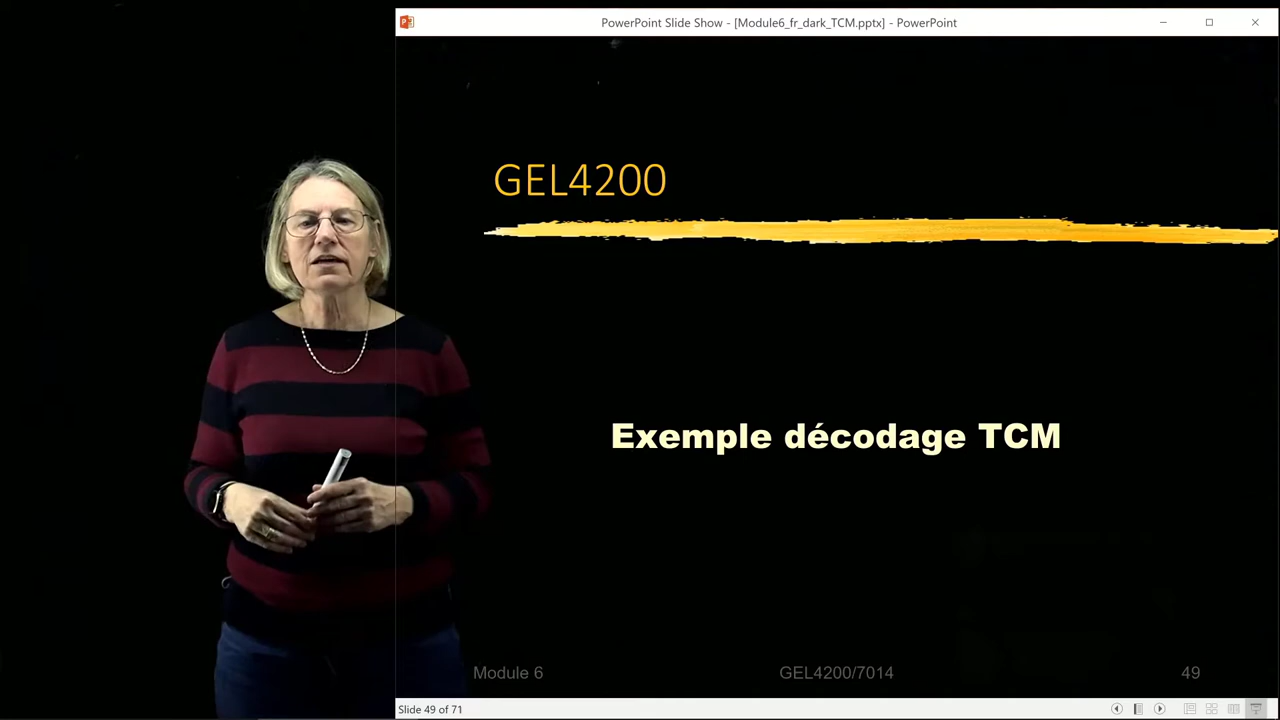 PowerPoint Slide Show - [Module6_fr_dark_TCM.pptx] - PowerPoint
GEL4200
Exemple décodage TCM
Module 6
GEL4200/7014
49
Slide 49 of 71